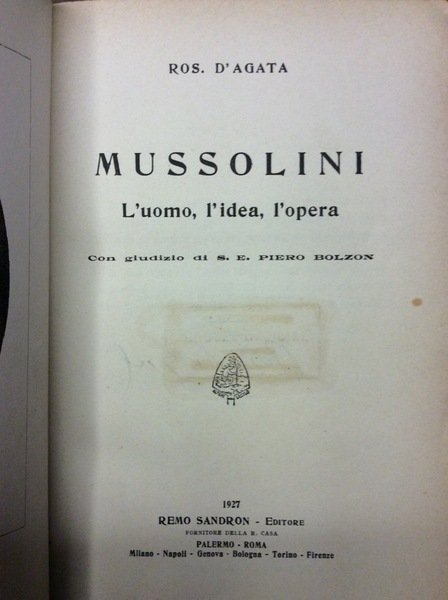 ROS. D'AGATA
MUSSOLINI
L'uomo, l'idea, l'opera
Con giudizio di S. E. PIERO BOLZON
1927
REMO SANDRON - EDITORE
FORNITORE DELLA R. CASA
PALERMO - ROMA
Milano - Napoli - Genova - Bologna - Torino - Firenze